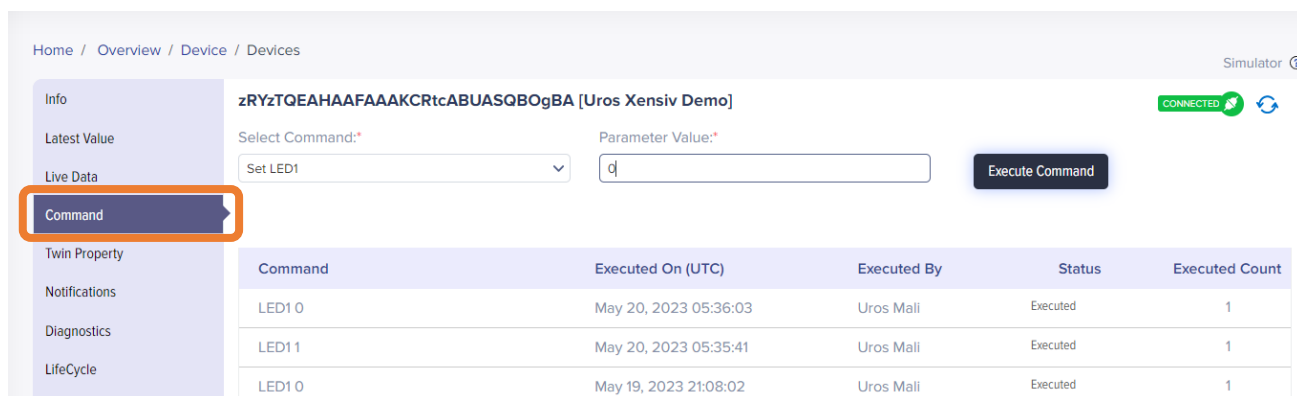 Home / Overview / Device / Devices
Simulator
Info
Latest Value
Live Data
Command
Twin Property
Notifications
Diagnostics
LifeCycle
zRYzTQEAHAAFAAAKCRtcABUASQBOgBA [Uros Xensiv Demo]
CONNECTED
Select Command:* Parameter Value:*
Set LED1 0 Execute Command
Command Executed On (UTC) Executed By Status Executed Count
LED1 0 May 20, 2023 05:36:03 Uros Mali Executed 1
LED1 1 May 20, 2023 05:35:41 Uros Mali Executed 1
LED1 0 May 19, 2023 21:08:02 Uros Mali Executed 1